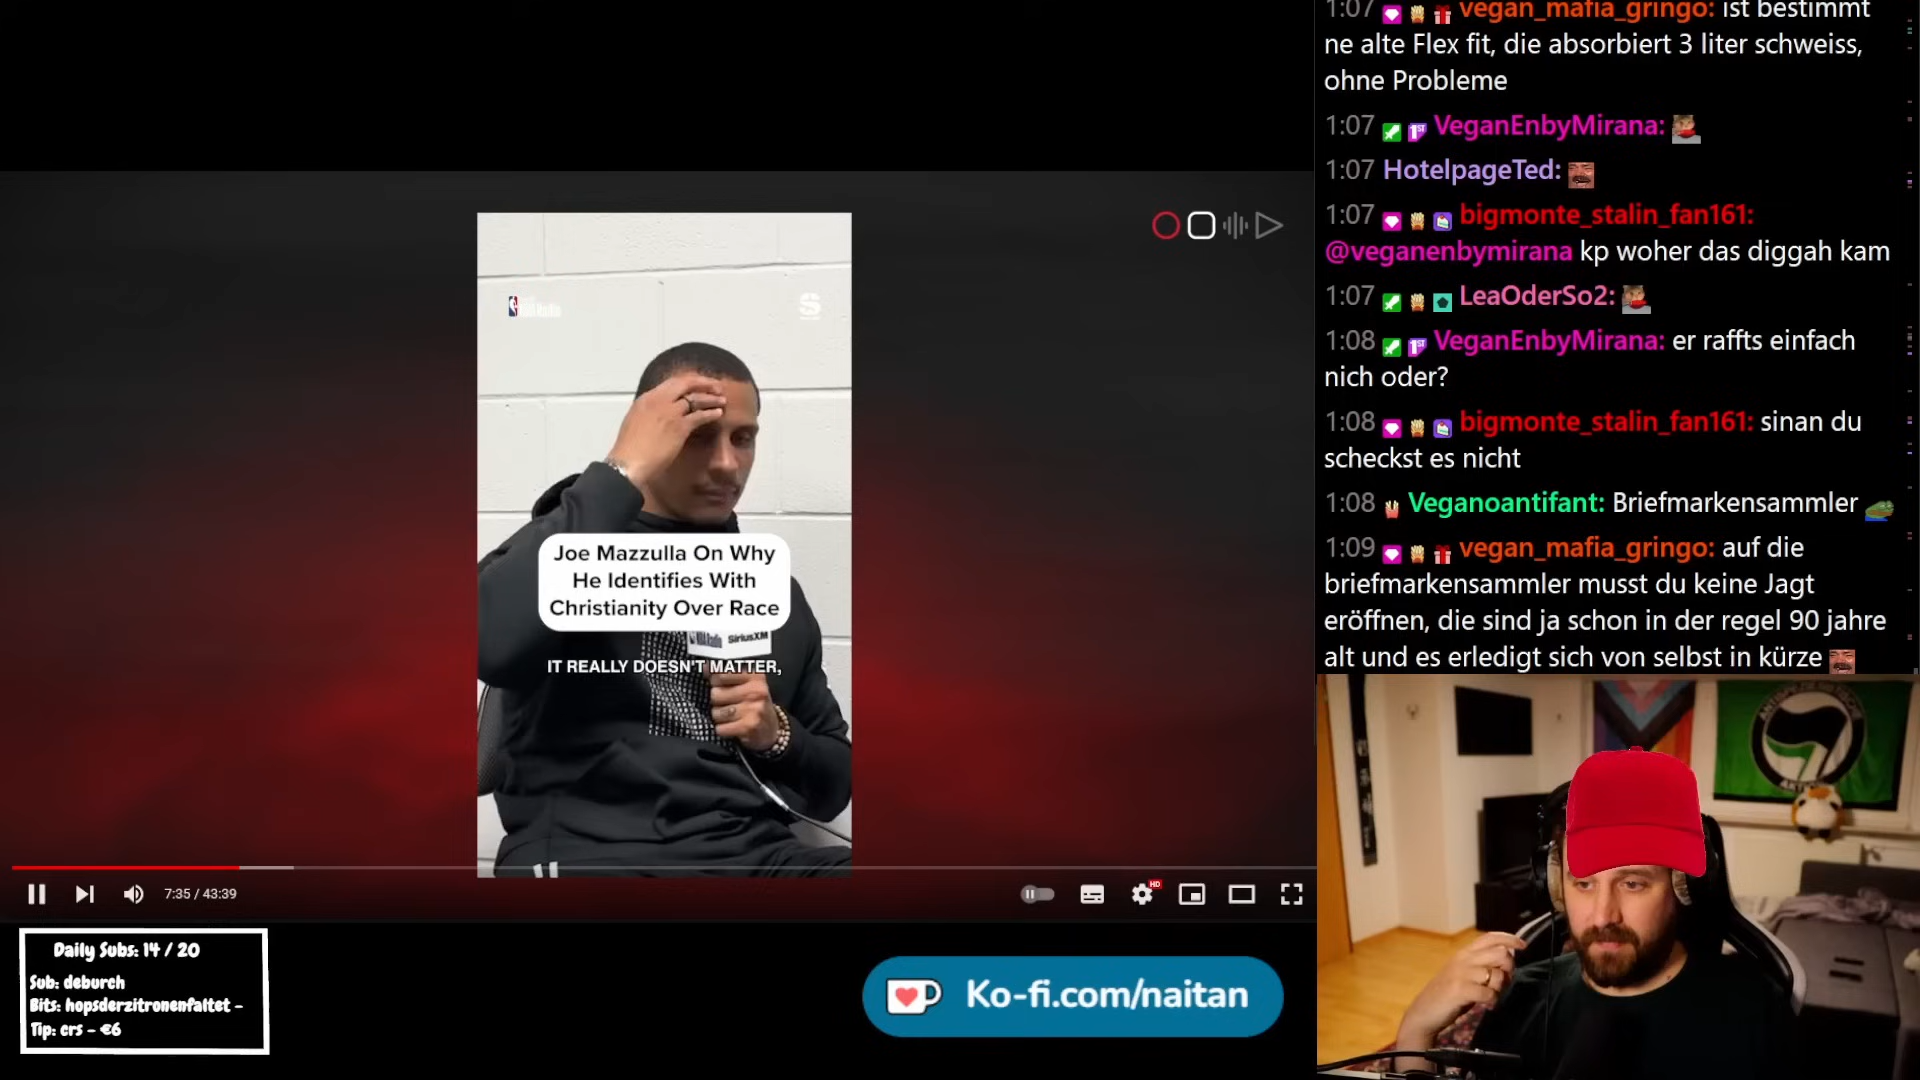 Joe Mazzulla On Why
He Identifies With
Christianity Over Race
SiriusXM
IT REALLY DOESN'T MATTER,
7:35 / 43:39
HD
Daily Subs: 14 / 20
Sub: deburch
Bits: hopsderzitronenfaltet -
Tip: crs - €6
Ko-fi.com/naitan
1:07 vegan_mafia_gringo: ist bestimmt
ne alte Flex fit, die absorbiert 3 liter schweiss,
ohne Probleme
1:07 1ST VeganEnbyMirana:
1:07 HotelpageTed:
1:07 bigmonte_stalin_fan161:
@veganenbymirana kp woher das diggah kam
1:07 LeaOderSo2:
1:08 1ST VeganEnbyMirana: er raffts einfach
nich oder?
1:08 bigmonte_stalin_fan161: sinan du
scheckst es nicht
1:08 Veganoantifant: Briefmarkensammler
1:09 vegan_mafia_gringo: auf die
briefmarkensammler musst du keine Jagt
eröffnen, die sind ja schon in der regel 90 jahre
alt und es erledigt sich von selbst in kürze